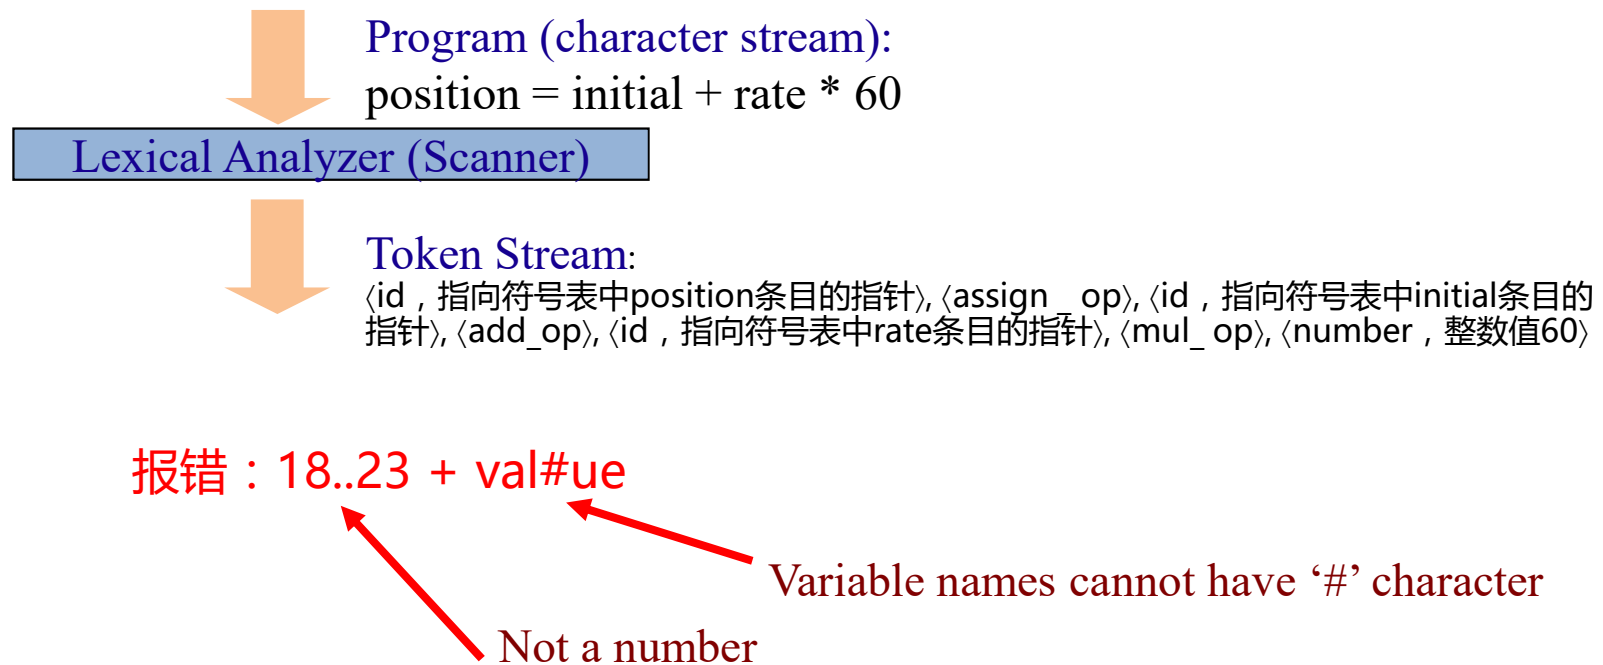 Program (character stream):
position = initial + rate * 60
Lexical Analyzer (Scanner)
Token Stream:
〈id，指向符号表中position条目的指针〉, 〈assign _ op〉, 〈id，指向符号表中initial条目的
指针〉, 〈add_op〉, 〈id，指向符号表中rate条目的指针〉, 〈mul_ op〉, 〈number，整数值60〉
报错：18..23 + val#ue
Variable names cannot have ‘#’ character
Not a number